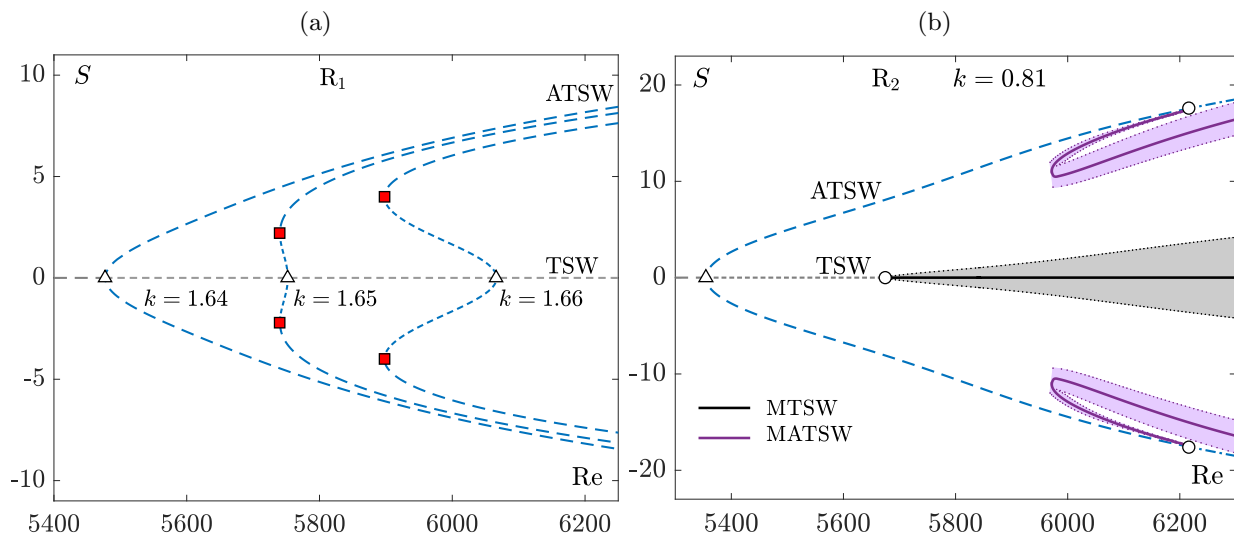 (a)
S R₁
ATSW
TSW
k = 1.64 k = 1.65 k = 1.66
Re
10
5
0
-5
-10
5400 5600 5800 6000 6200
(b)
S R₂ k = 0.81
ATSW
TSW
MTSW
MATSW
Re
20
10
0
-10
-20
5400 5600 5800 6000 6200